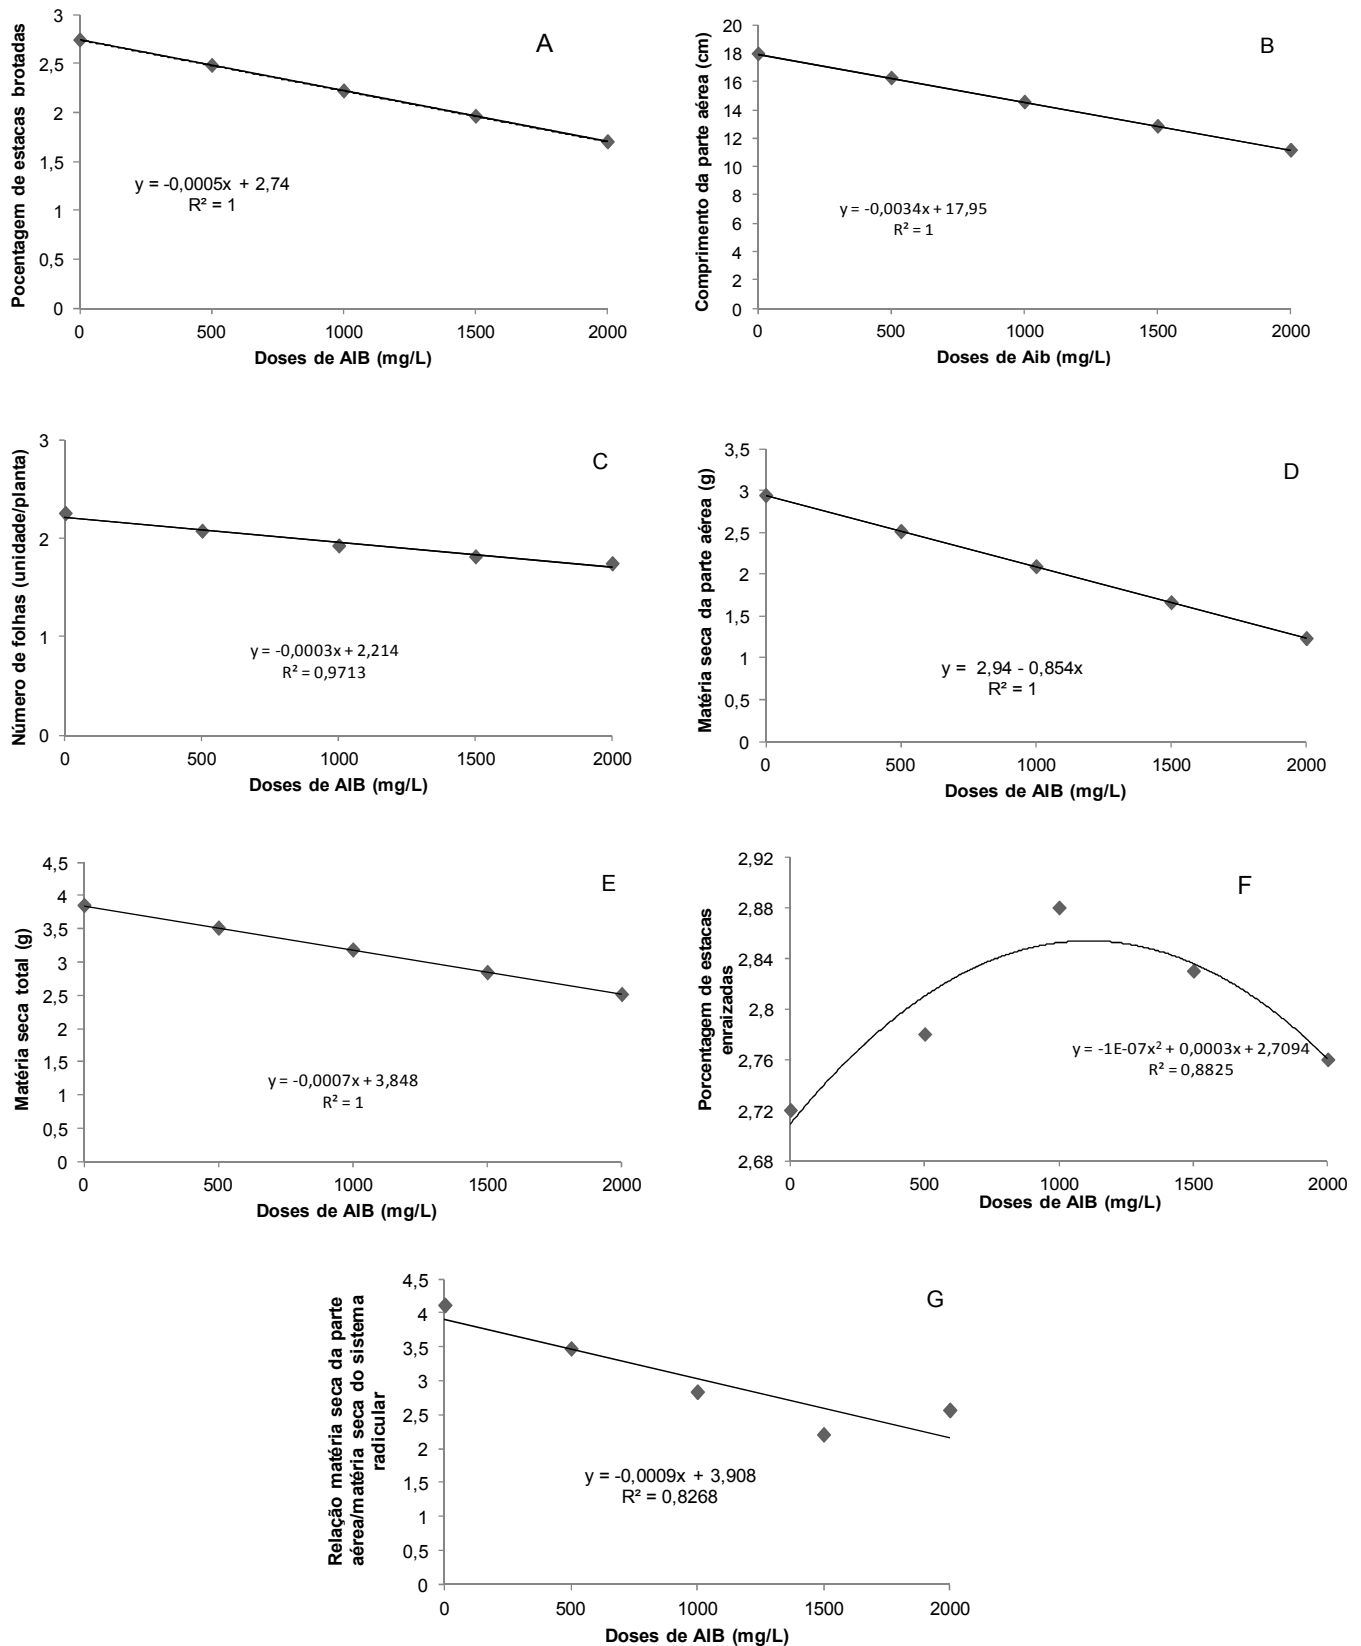 A
Pocentagem de estacas brotadas
3
2,5
2
1,5
1
0,5
0
y = -0,0005x + 2,74
R² = 1
0 500 1000 1500 2000
Doses de AIB (mg/L)
B
Comprimento da parte aérea (cm)
20
18
16
14
12
10
8
6
4
2
0
y = -0,0034x + 17,95
R² = 1
0 500 1000 1500 2000
Doses de Aib (mg/L)
C
Número de folhas (unidade/planta)
3
2
1
0
y = -0,0003x + 2,214
R² = 0,9713
0 500 1000 1500 2000
Doses de AIB (mg/L)
D
Matéria seca da parte aérea (g)
3,5
3
2,5
2
1,5
1
0,5
0
y = 2,94 - 0,854x
R² = 1
0 500 1000 1500 2000
Doses de AIB (mg/L)
E
Matéria seca total (g)
4,5
4
3,5
3
2,5
2
1,5
1
0,5
0
y = -0,0007x + 3,848
R² = 1
0 500 1000 1500 2000
Doses de AIB (mg/L)
F
Porcentagem de estacas
enraizadas
2,92
2,88
2,84
2,8
2,76
2,72
2,68
y = -1E-07x² + 0,0003x + 2,7094
R² = 0,8825
0 500 1000 1500 2000
Doses de AIB (mg/L)
G
Relação matéria seca da parte
aérea/matéria seca do sistema
radicular
4,5
4
3,5
3
2,5
2
1,5
1
0,5
0
y = -0,0009x + 3,908
R² = 0,8268
0 500 1000 1500 2000
Doses de AIB (mg/L)